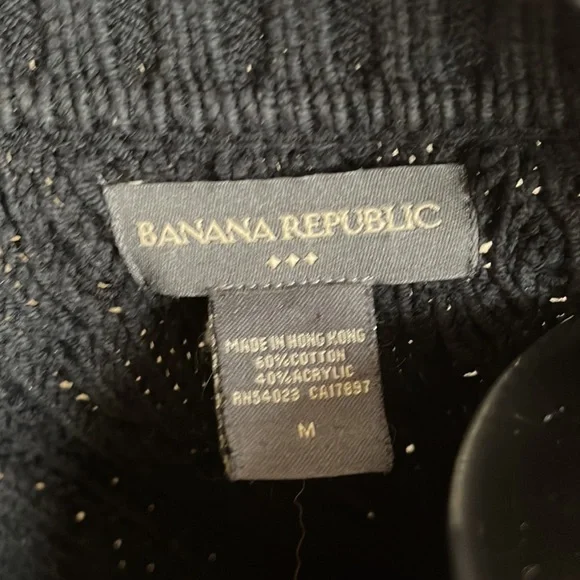 BANANA REPUBLIC
MADE IN HONG KONG
60%COTTON
40%ACRYLIC
RN54023 CA17897
M